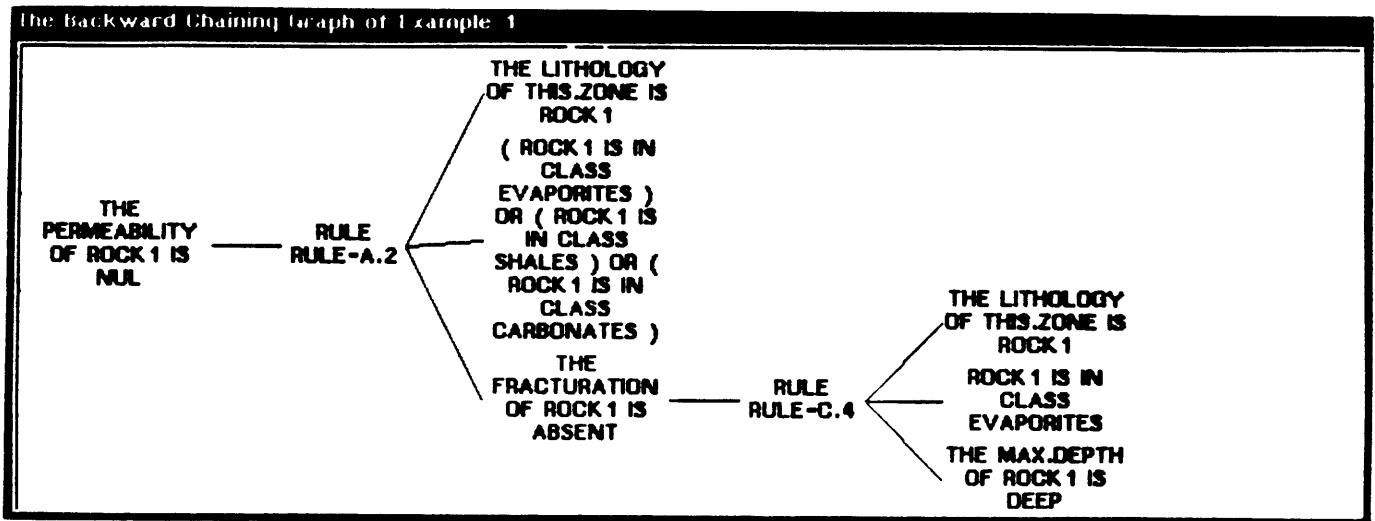 The Backward Chaining Graph of Example 1
THE LITHOLOGY
OF THIS.ZONE IS
ROCK 1
( ROCK 1 IS IN
CLASS
EVAPORITES )
OR ( ROCK 1 IS
IN CLASS
SHALES ) OR (
ROCK 1 IS IN
CLASS
CARBONATES )
THE
PERMEABILITY
OF ROCK 1 IS
NUL
RULE
RULE-A.2
THE
FRACTURATION
OF ROCK 1 IS
ABSENT
RULE
RULE-C.4
THE LITHOLOGY
OF THIS.ZONE IS
ROCK 1
ROCK 1 IS IN
CLASS
EVAPORITES
THE MAX.DEPTH
OF ROCK 1 IS
DEEP